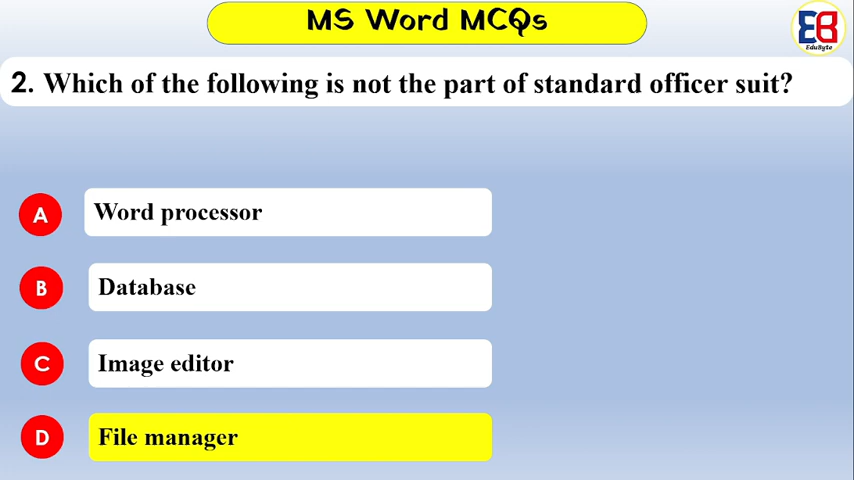 MS Word MCQs
EB
EduByte
2. Which of the following is not the part of standard officer suit?
A Word processor
B Database
C Image editor
D File manager